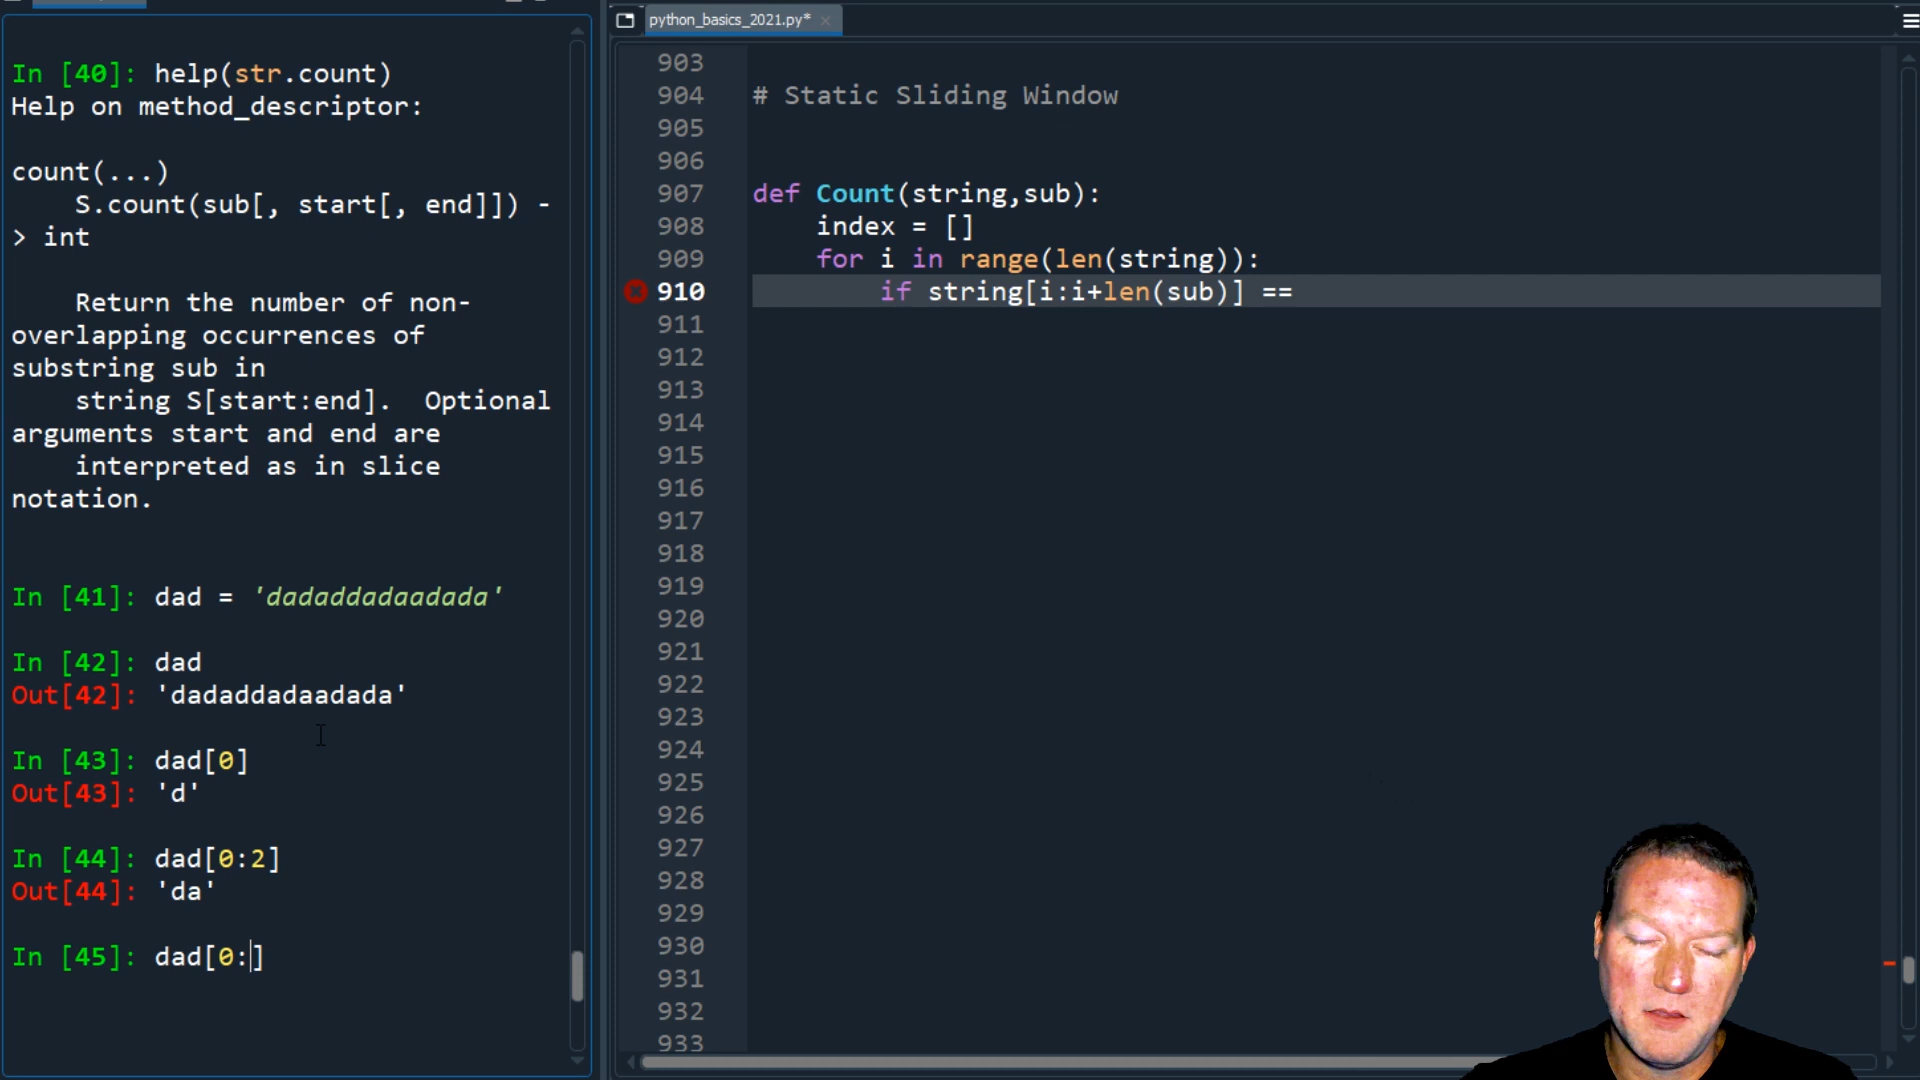 In [40]: help(str.count)
Help on method_descriptor:
count(...)
S.count(sub[, start[, end]]) -
> int
Return the number of non-
overlapping occurrences of
substring sub in
string S[start:end].  Optional
arguments start and end are
interpreted as in slice
notation.
In [41]: dad = 'dadaddadaadada'
In [42]: dad
Out[42]: 'dadaddadaadada'
In [43]: dad[0]
Out[43]: 'd'
In [44]: dad[0:2]
Out[44]: 'da'
In [45]: dad[0:]
python_basics_2021.py*
903
904 # Static Sliding Window
905
906
907 def Count(string,sub):
908 index = []
909 for i in range(len(string)):
910 if string[i:i+len(sub)] ==
911
912
913
914
915
916
917
918
919
920
921
922
923
924
925
926
927
928
929
930
931
932
933